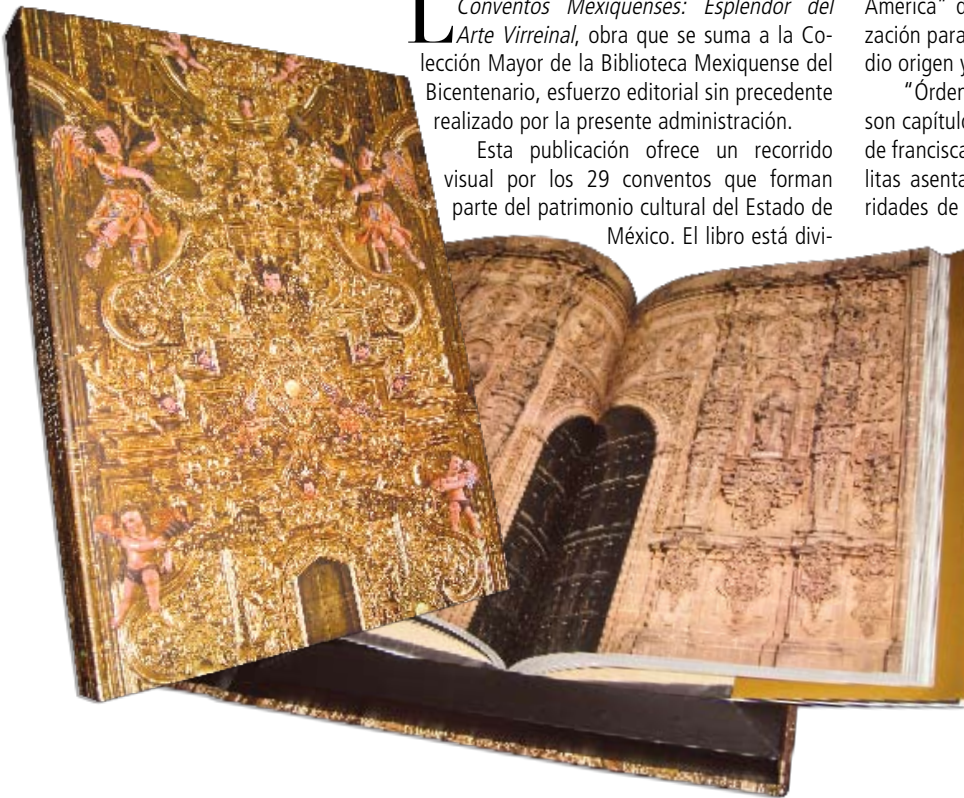 L
Conventos Mexiquenses: Esplendor del
Arte Virreinal, obra que se suma a la Co-
lección Mayor de la Biblioteca Mexiquense del
Bicentenario, esfuerzo editorial sin precedente
realizado por la presente administración.
Esta publicación ofrece un recorrido
visual por los 29 conventos que forman
parte del patrimonio cultural del Estado de
México. El libro está divi-
América" d
zación para
dio origen y
"Órden
son capítulo
de francisca
litas asenta
ridades de